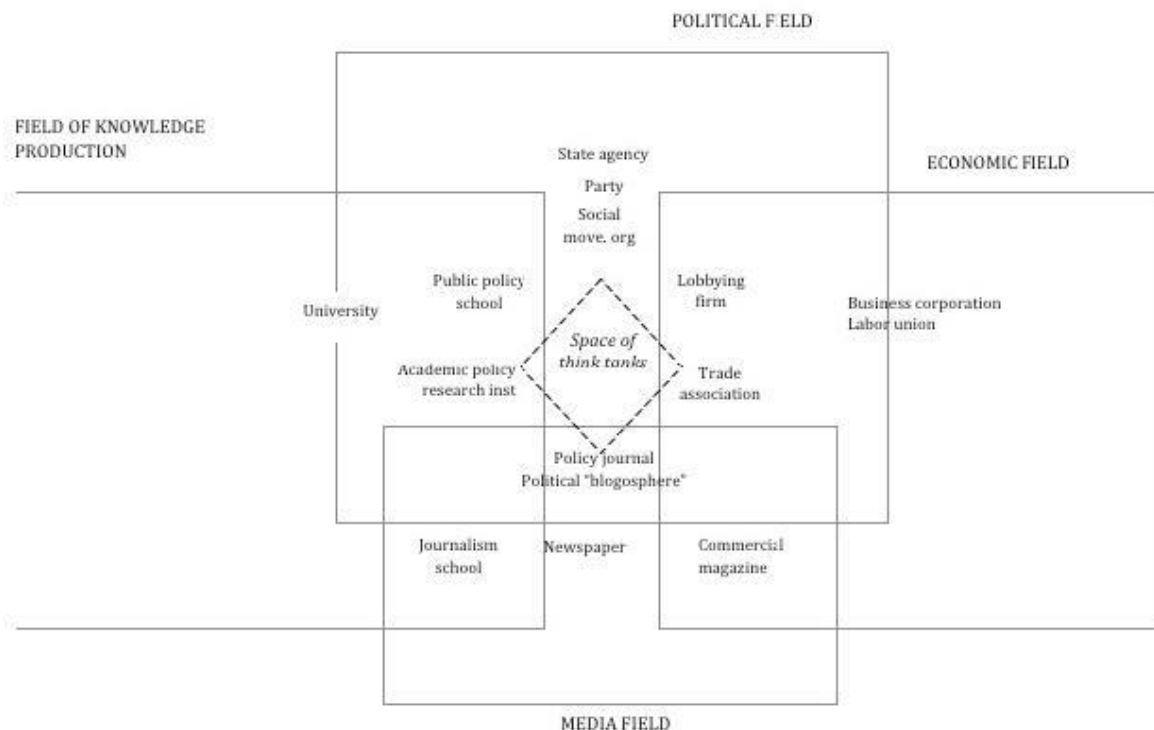 POLITICAL FIELD
FIELD OF KNOWLEDGE
PRODUCTION
ECONOMIC FIELD
State agency
Party
Social
move. org
Public policy
school
Lobbying
firm
University
Business corporation
Labor union
Space of
think tanks
Academic policy
research inst
Trade
association
Policy journal
Political "blogosphere"
Journalism
school
Newspaper
Commercial
magazine
MEDIA FIELD